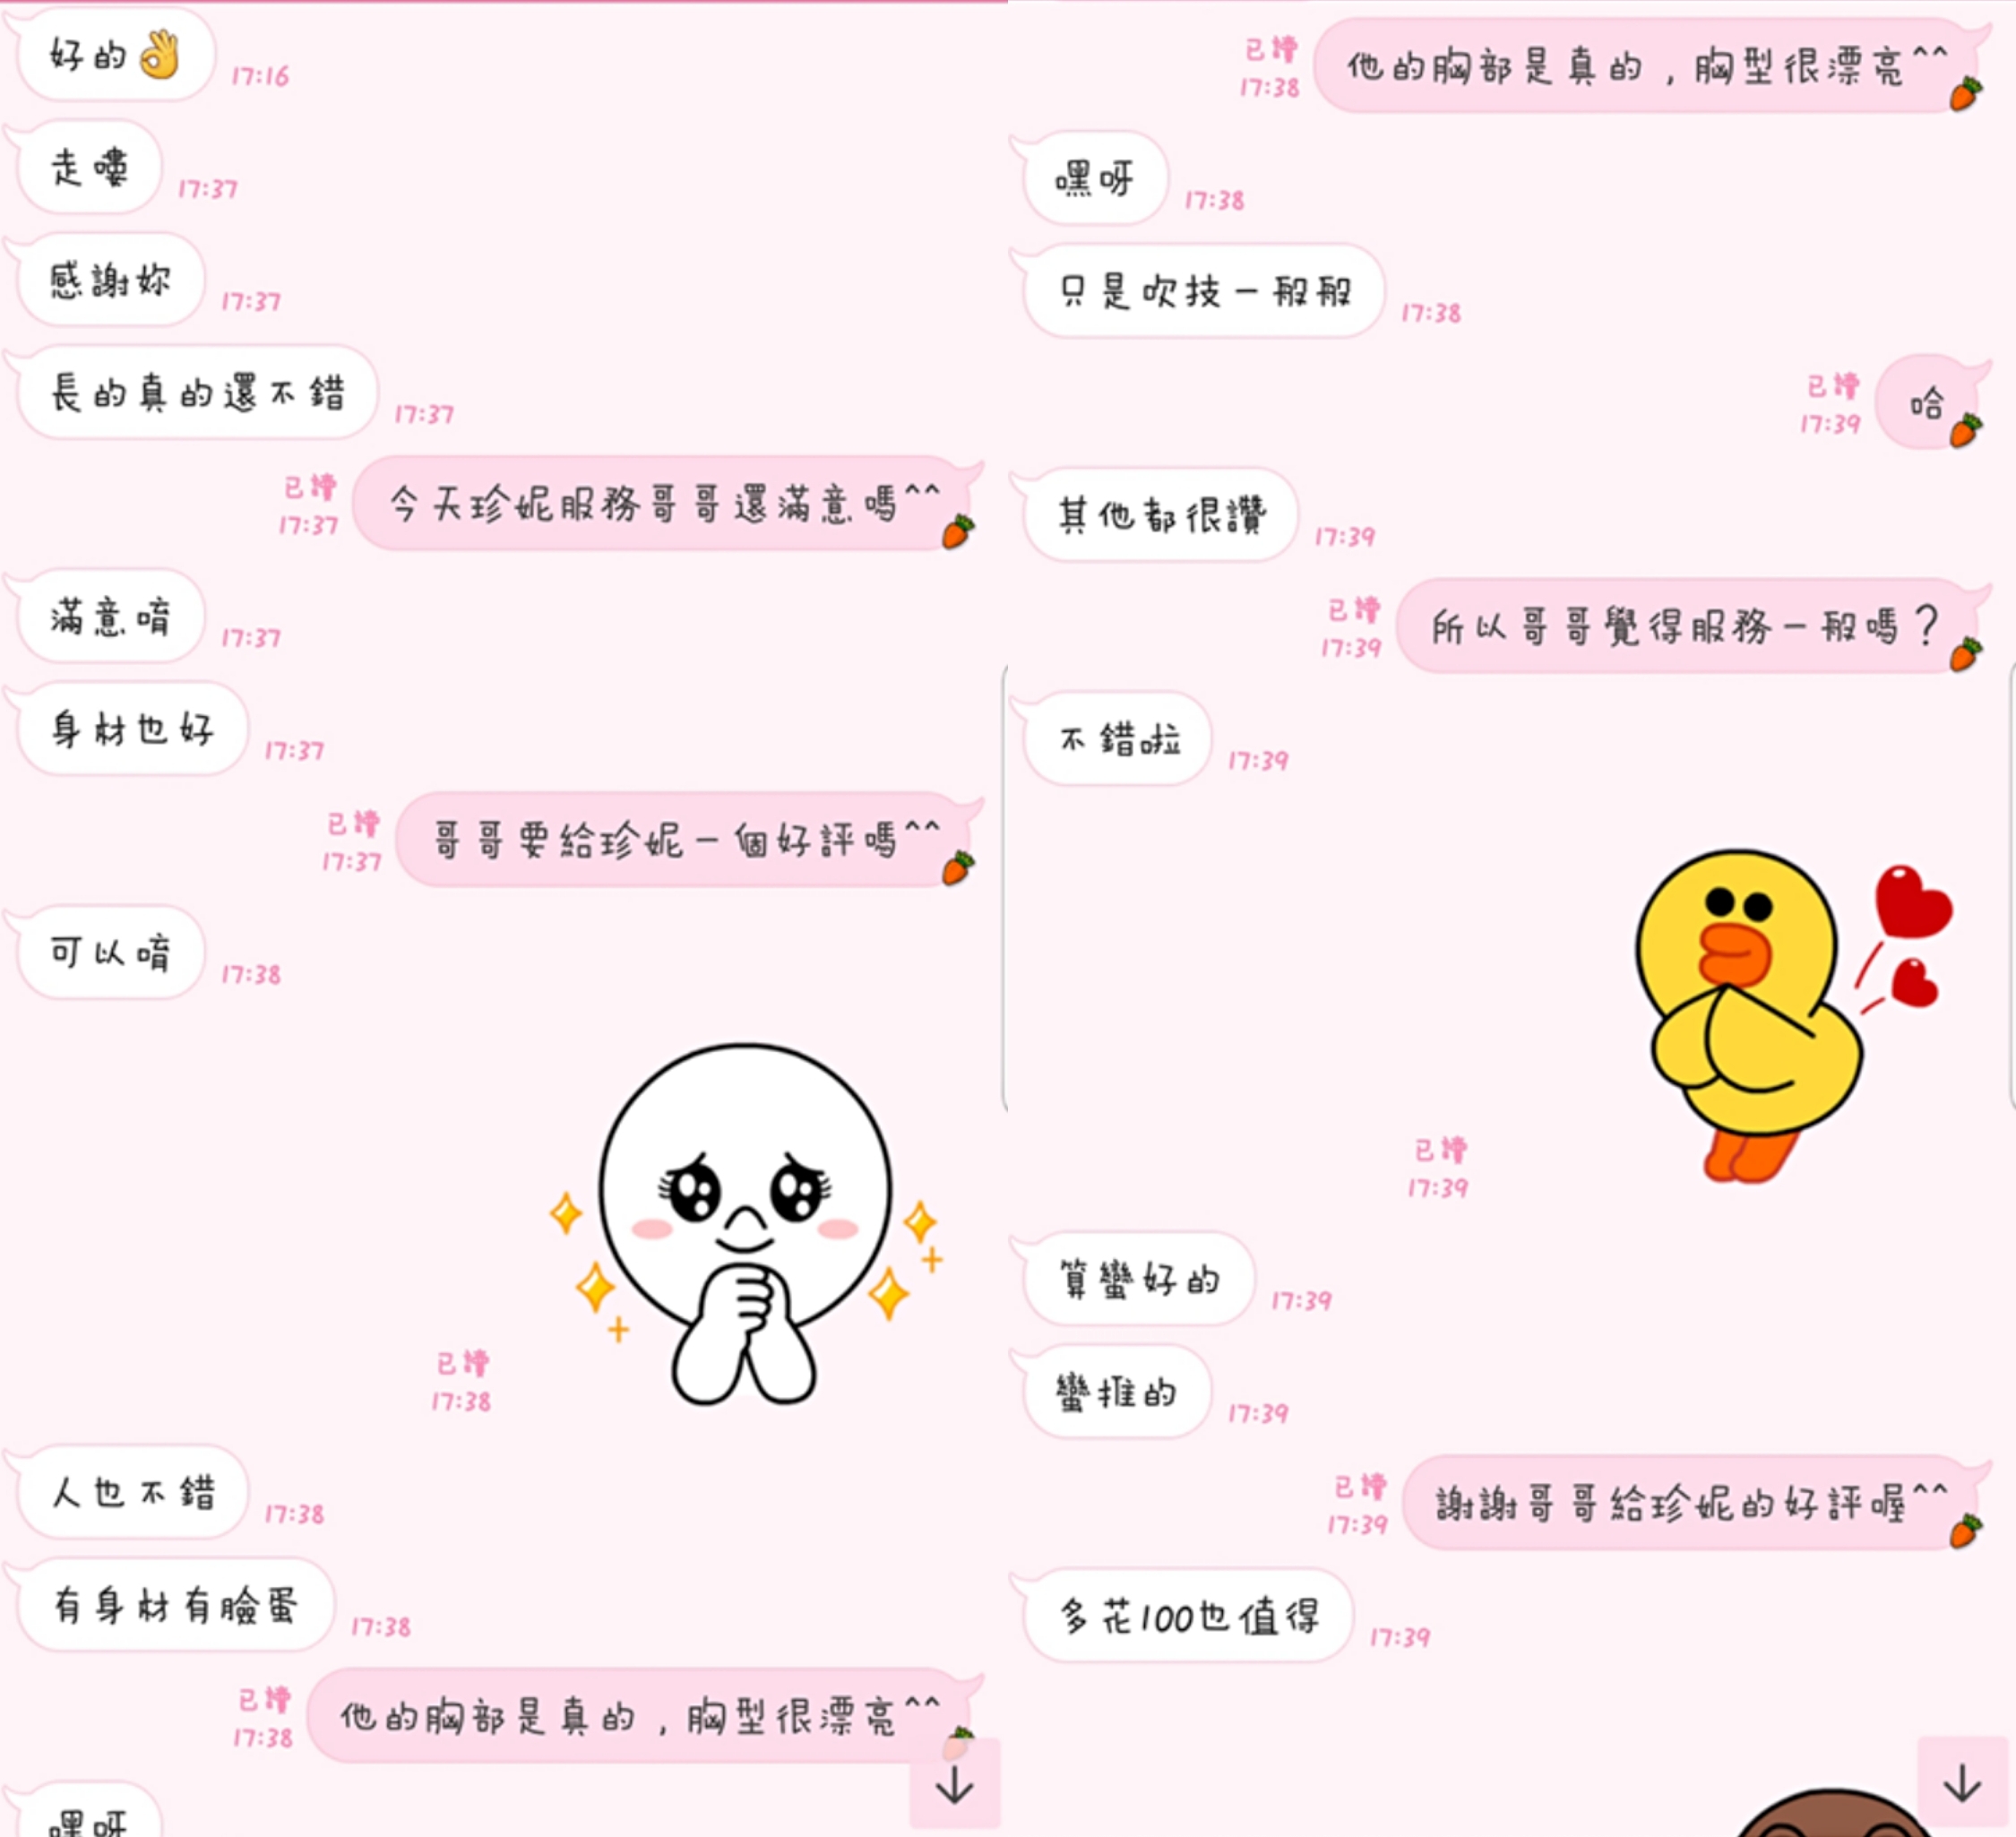 好的👌
17:16
走嘍
17:37
感謝妳
17:37
長的真的還不錯
17:37
已讀
17:37
今天珍妮服務哥哥還滿意嗎^^
滿意唷
17:37
身材也好
17:37
已讀
17:37
哥哥要給珍妮一個好評嗎^^
可以唷
17:38
已讀
17:38
人也不錯
17:38
有身材有臉蛋
17:38
已讀
17:38
他的胸部是真的，胸型很漂亮^^
嘿呀
已讀
17:38
他的胸部是真的，胸型很漂亮^^
嘿呀
17:38
只是吹技一般般
17:38
已讀
17:39
哈
其他都很讚
17:39
已讀
17:39
所以哥哥覺得服務一般嗎？
不錯啦
17:39
已讀
17:39
算蠻好的
17:39
蠻推的
17:39
已讀
17:39
謝謝哥哥給珍妮的好評喔^^
多花100也值得
17:39